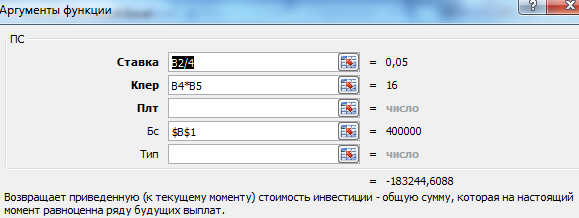 Аргументы функции
ПС
Ставка B2/4 = 0,05
Кпер B4*B5 = 16
Плт = число
Бс $B$1 = 400000
Тип = число
= -183244,6088
Возвращает приведенную (к текущему моменту) стоимость инвестиции - общую сумму, которая на настоящий
момент равноценна ряду будущих выплат.